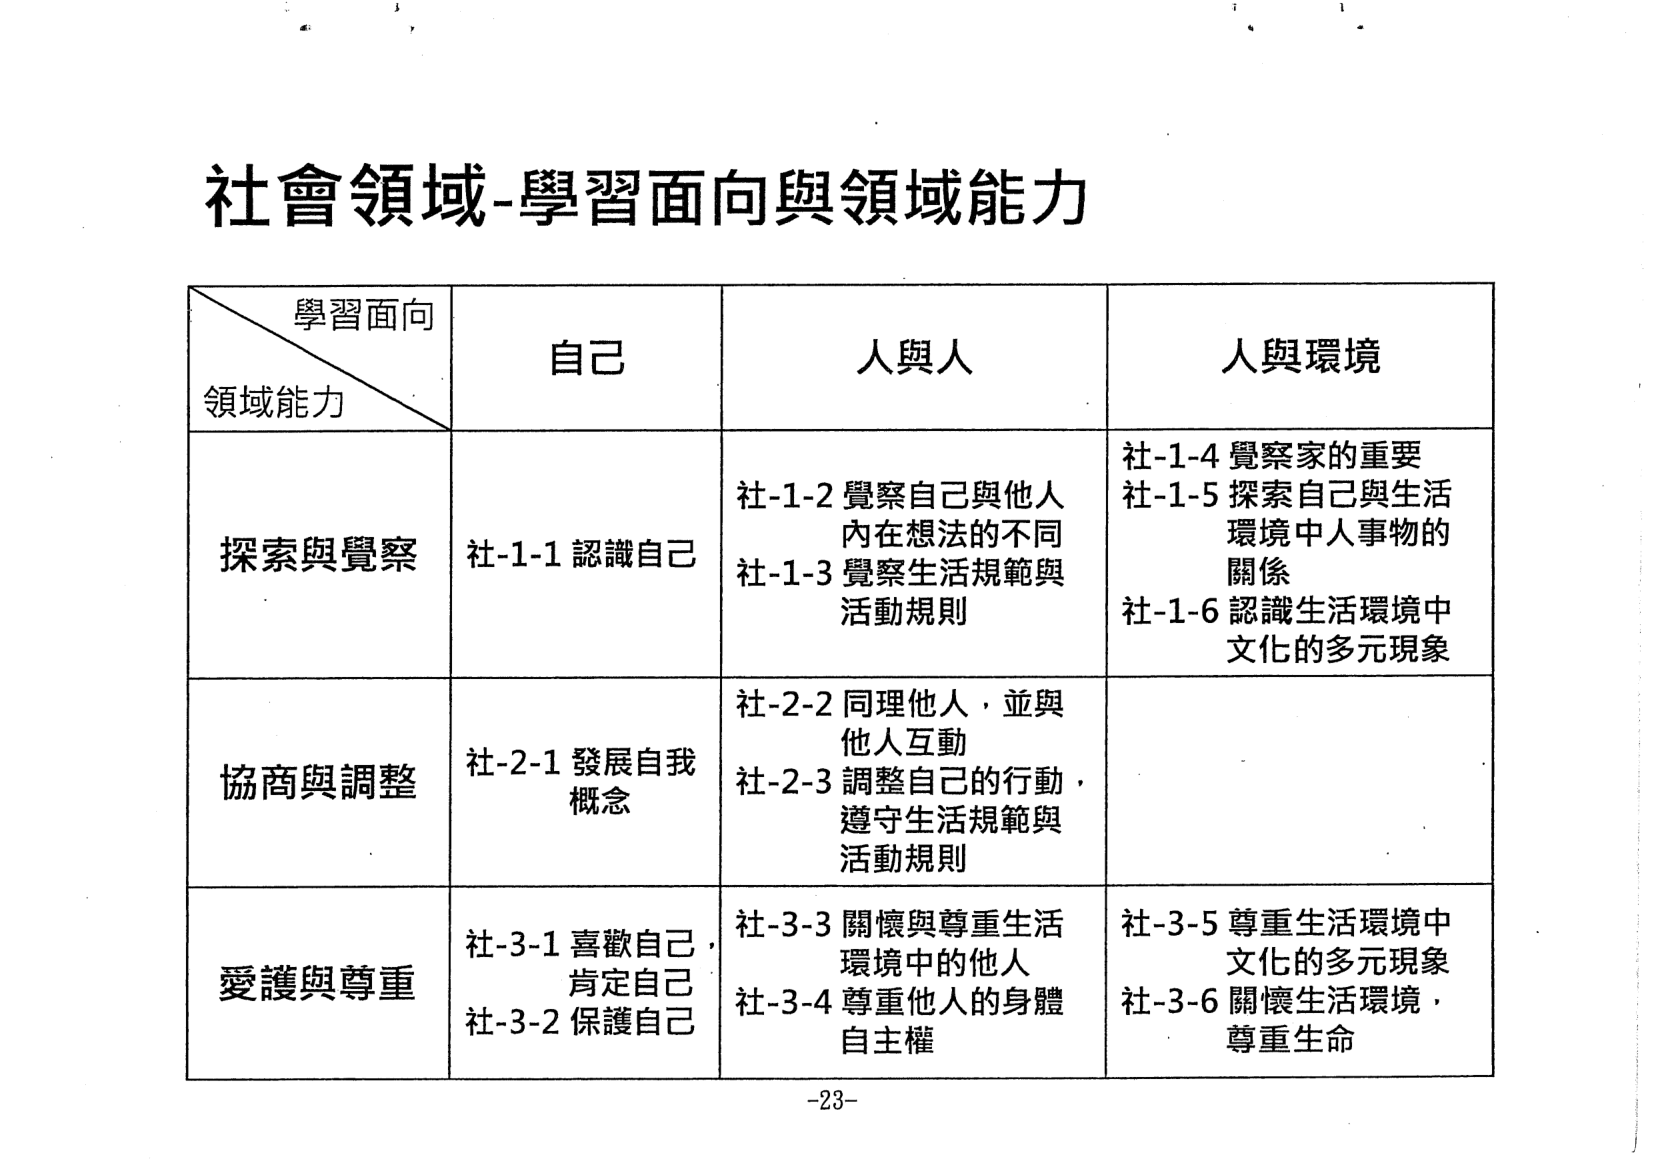 社會領域-學習面向與領域能力
學習面向
領域能力
自己
人與人
人與環境
探索與覺察
社-1-1 認識自己
社-1-2 覺察自己與他人
內在想法的不同
社-1-3 覺察生活規範與
活動規則
社-1-4 覺察家的重要
社-1-5 探索自己與生活
環境中人事物的
關係
社-1-6 認識生活環境中
文化的多元現象
協商與調整
社-2-1 發展自我
概念
社-2-2 同理他人，並與
他人互動
社-2-3 調整自己的行動，
遵守生活規範與
活動規則
愛護與尊重
社-3-1 喜歡自己，
肯定自己
社-3-2 保護自己
社-3-3 關懷與尊重生活
環境中的他人
社-3-4 尊重他人的身體
自主權
社-3-5 尊重生活環境中
文化的多元現象
社-3-6 關懷生活環境，
尊重生命
-23-